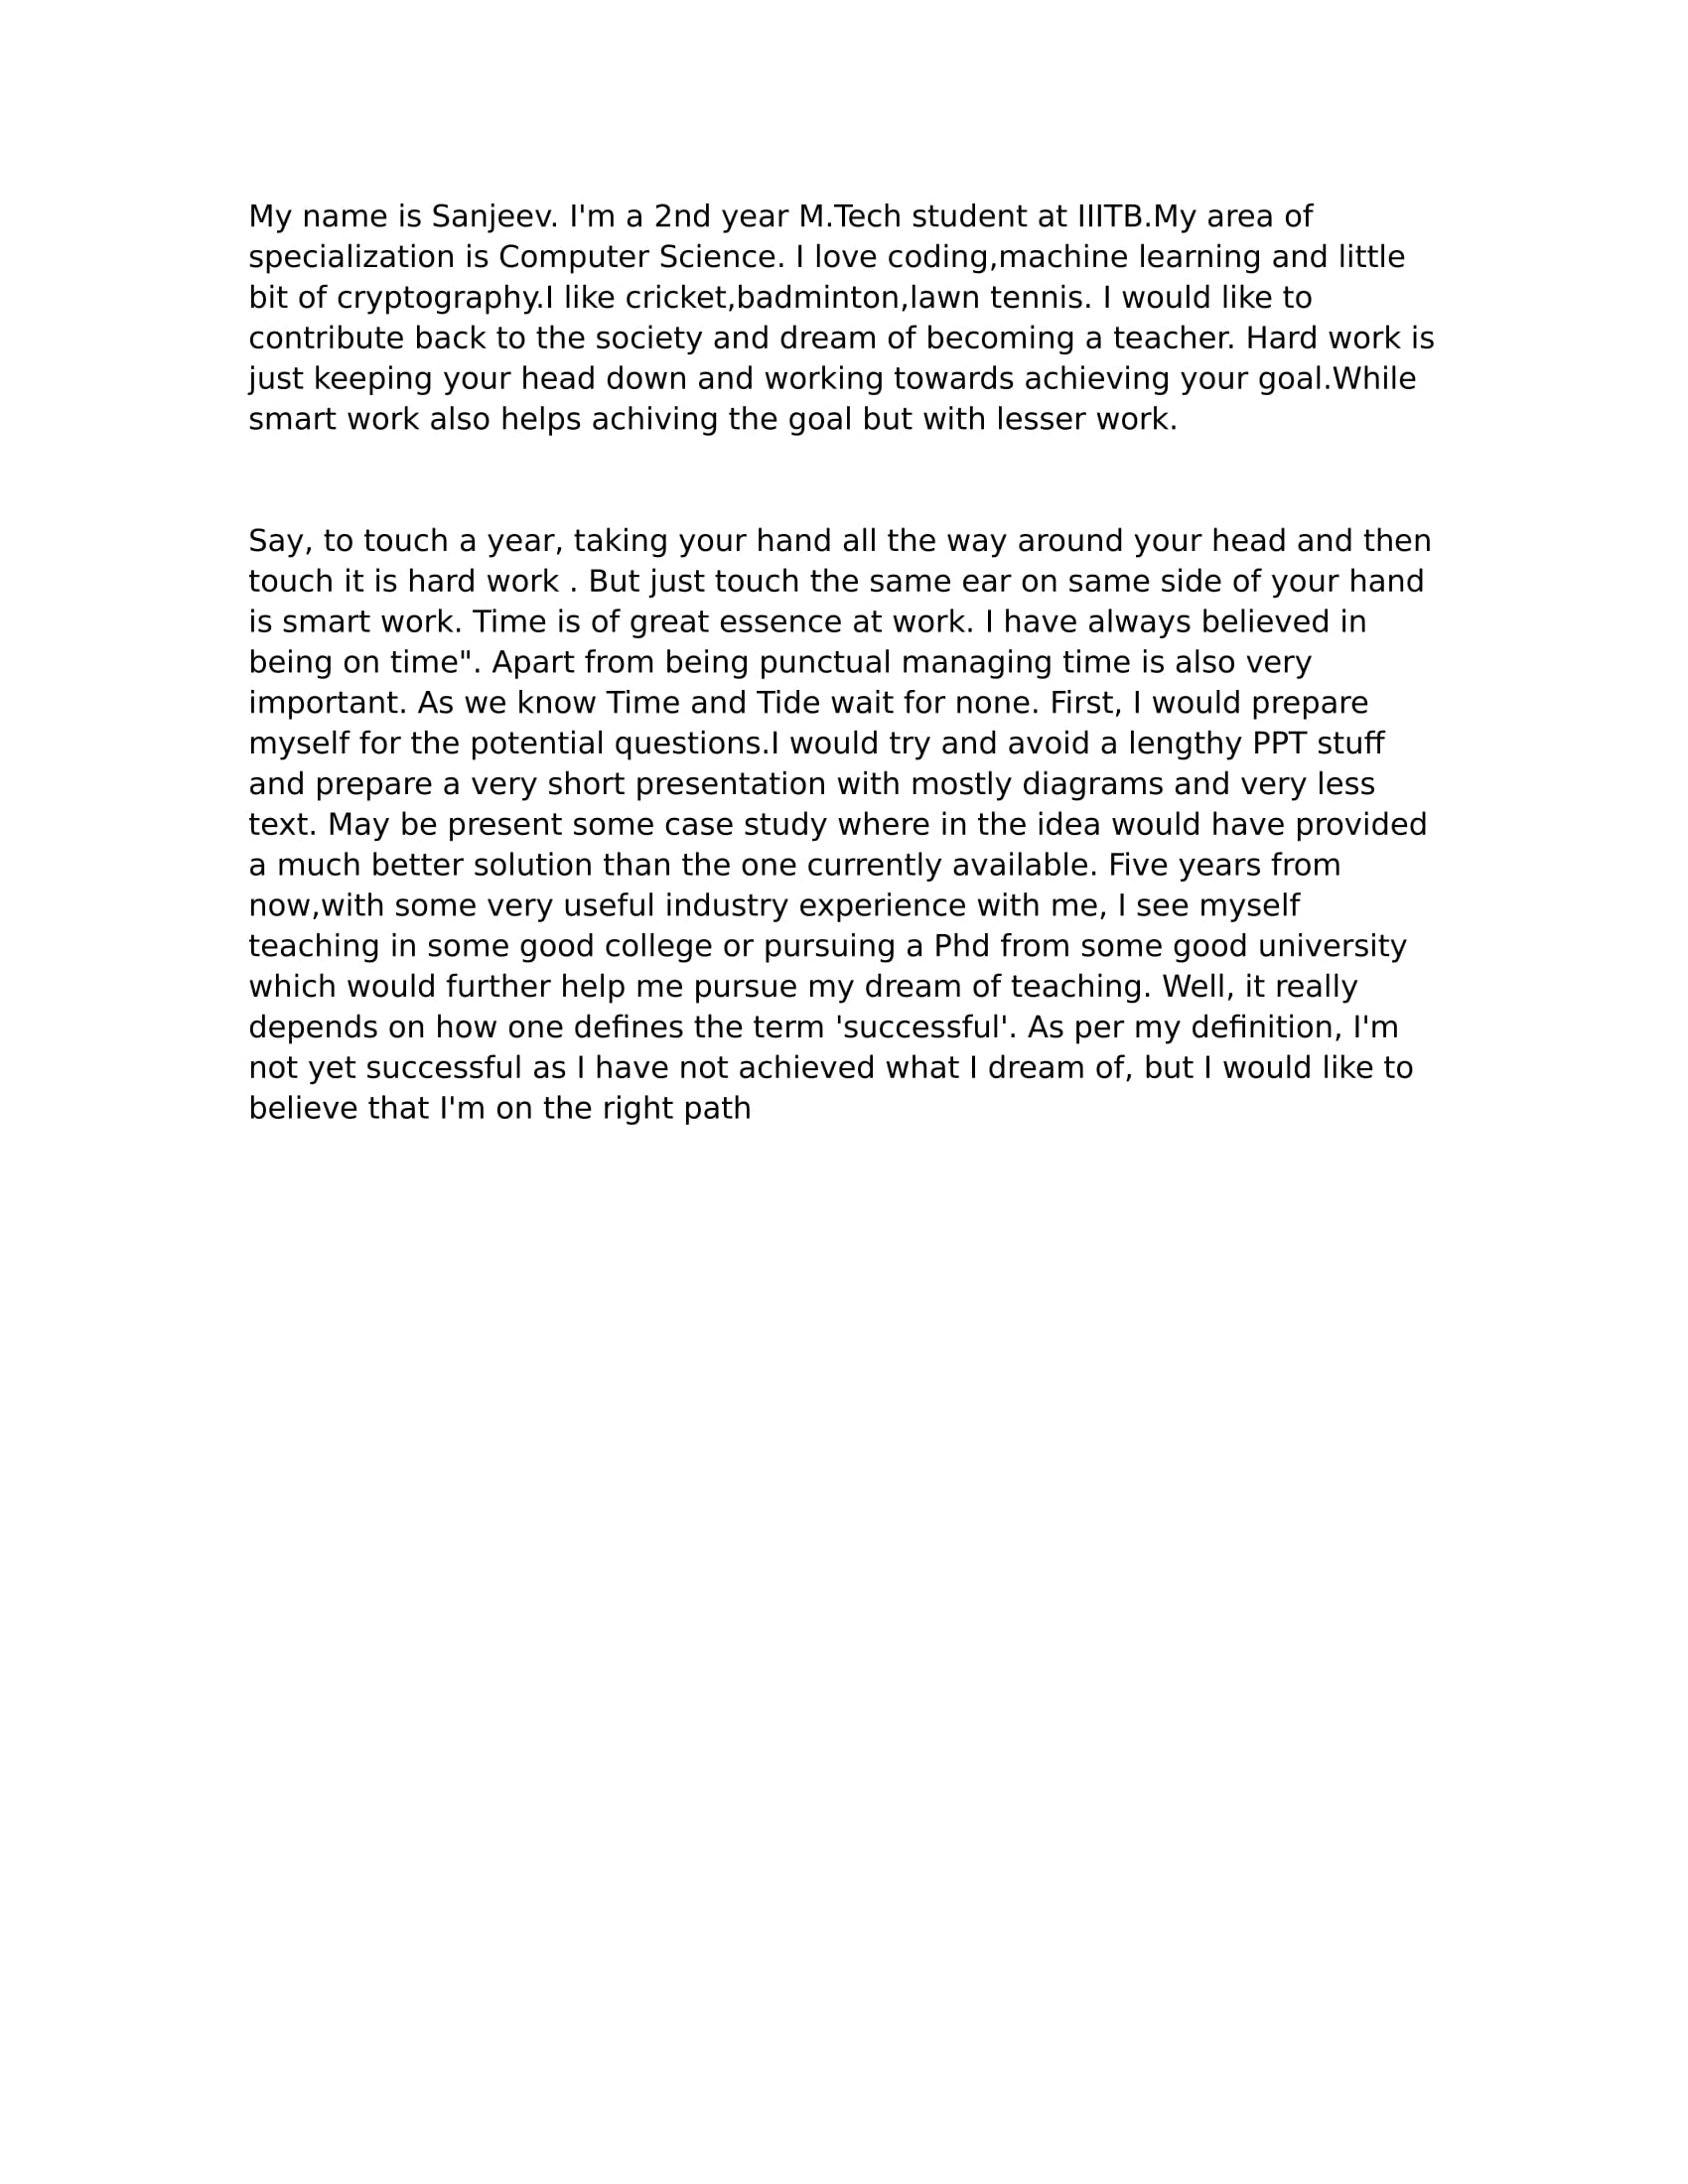 My name is Sanjeev. I'm a 2nd year M.Tech student at IIITB.My area of
specialization is Computer Science. I love coding,machine learning and little
bit of cryptography.I like cricket,badminton,lawn tennis. I would like to
contribute back to the society and dream of becoming a teacher. Hard work is
just keeping your head down and working towards achieving your goal.While
smart work also helps achiving the goal but with lesser work.
Say, to touch a year, taking your hand all the way around your head and then
touch it is hard work . But just touch the same ear on same side of your hand
is smart work. Time is of great essence at work. I have always believed in
being on time". Apart from being punctual managing time is also very
important. As we know Time and Tide wait for none. First, I would prepare
myself for the potential questions.I would try and avoid a lengthy PPT stuff
and prepare a very short presentation with mostly diagrams and very less
text. May be present some case study where in the idea would have provided
a much better solution than the one currently available. Five years from
now,with some very useful industry experience with me, I see myself
teaching in some good college or pursuing a Phd from some good university
which would further help me pursue my dream of teaching. Well, it really
depends on how one defines the term 'successful'. As per my definition, I'm
not yet successful as I have not achieved what I dream of, but I would like to
believe that I'm on the right path